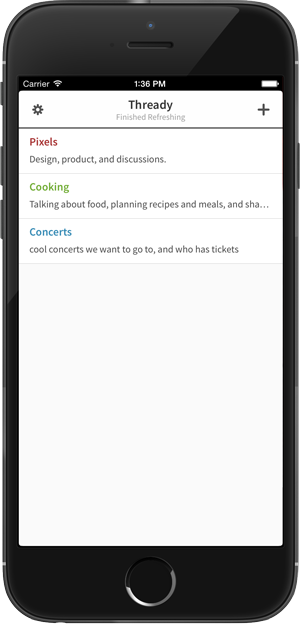 Carrier 1:36 PM
Thready
Finished Refreshing
Pixels
Design, product, and discussions.
Cooking
Talking about food, planning recipes and meals, and sha...
Concerts
cool concerts we want to go to, and who has tickets